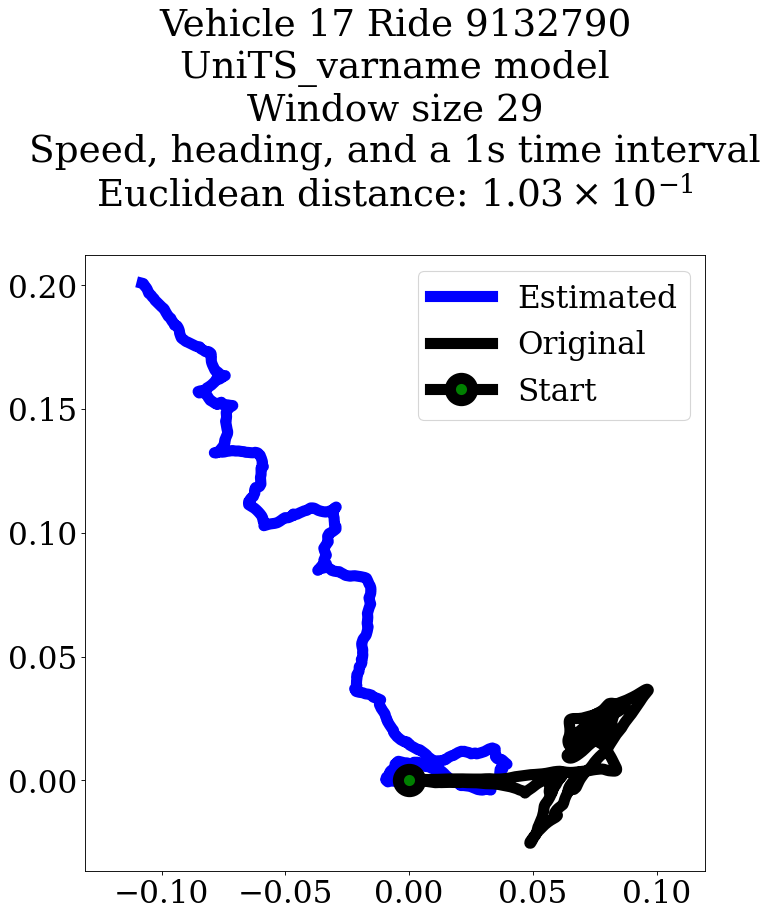 Vehicle 17 Ride 9132790
UniTS_varname model
Window size 29
Speed, heading, and a 1s time interval
Euclidean distance: 1.03 × 10⁻¹
Estimated
Original
Start
0.20
0.15
0.10
0.05
0.00
−0.10 −0.05 0.00 0.05 0.10